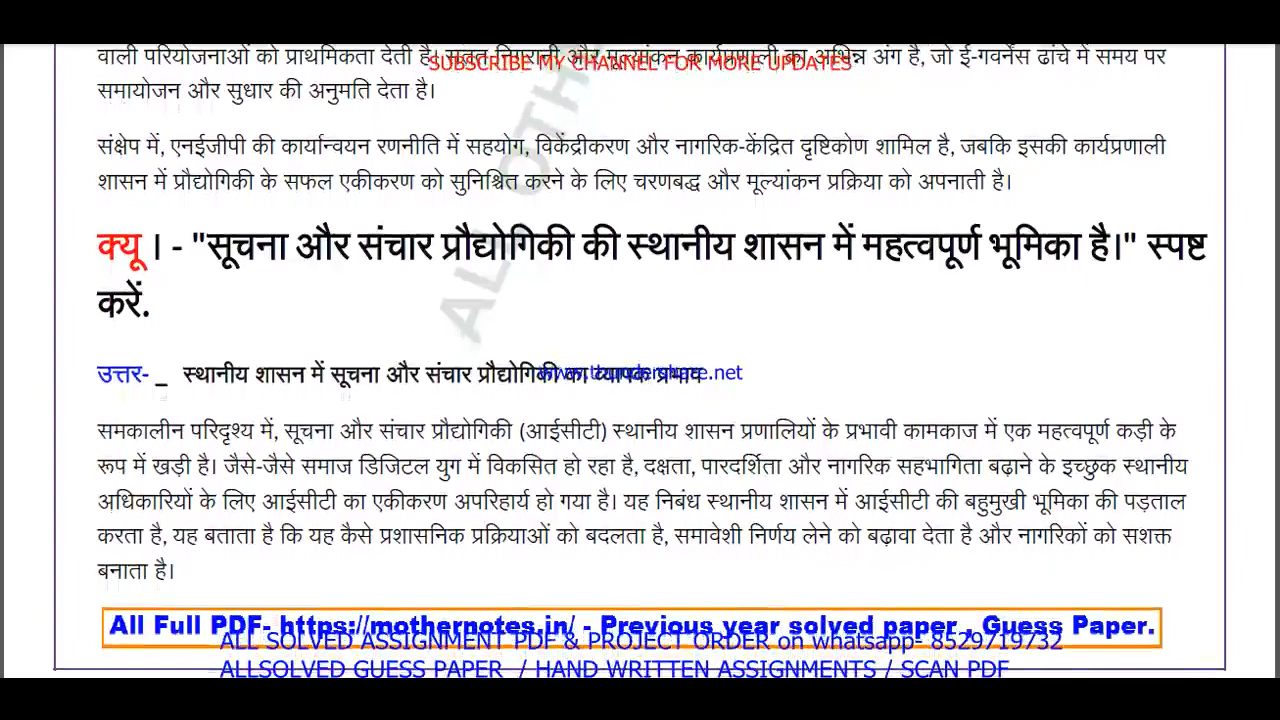 वाली परियोजनाओं को प्राथमिकता देती है। सतत निगरानी और मूल्यांकन कार्यप्रणाली का अभिन्न अंग है, जो ई-गवर्नेंस ढांचे में समय पर
SUBSCRIBE MY CHANNEL FOR MORE UPDATES
समायोजन और सुधार की अनुमति देता है।
संक्षेप में, एनईजीपी की कार्यान्वयन रणनीति में सहयोग, विकेंद्रीकरण और नागरिक-केंद्रित दृष्टिकोण शामिल है, जबकि इसकी कार्यप्रणाली
शासन में प्रौद्योगिकी के सफल एकीकरण को सुनिश्चित करने के लिए चरणबद्ध और मूल्यांकन प्रक्रिया को अपनाती है।
ALL OTH
क्यू । - "सूचना और संचार प्रौद्योगिकी की स्थानीय शासन में महत्वपूर्ण भूमिका है।" स्पष्ट
करें.
उत्तर- _ स्थानीय शासन में सूचना और संचार प्रौद्योगिकी का व्यापक प्रभाव
समकालीन परिदृश्य में, सूचना और संचार प्रौद्योगिकी (आईसीटी) स्थानीय शासन प्रणालियों के प्रभावी कामकाज में एक महत्वपूर्ण कड़ी के
रूप में खड़ी है। जैसे-जैसे समाज डिजिटल युग में विकसित हो रहा है, दक्षता, पारदर्शिता और नागरिक सहभागिता बढ़ाने के इच्छुक स्थानीय
अधिकारियों के लिए आईसीटी का एकीकरण अपरिहार्य हो गया है। यह निबंध स्थानीय शासन में आईसीटी की बहुमुखी भूमिका की पड़ताल
करता है, यह बताता है कि यह कैसे प्रशासनिक प्रक्रियाओं को बदलता है, समावेशी निर्णय लेने को बढ़ावा देता है और नागरिकों को सशक्त
बनाता है।
All Full PDF- https://mothernotes.in/ - Previous year solved paper , Guess Paper.
ALL SOLVED ASSIGNMENT PDF & PROJECT ORDER on whatsapp- 8529719732
ALLSOLVED GUESS PAPER / HAND WRITTEN ASSIGNMENTS / SCAN PDF